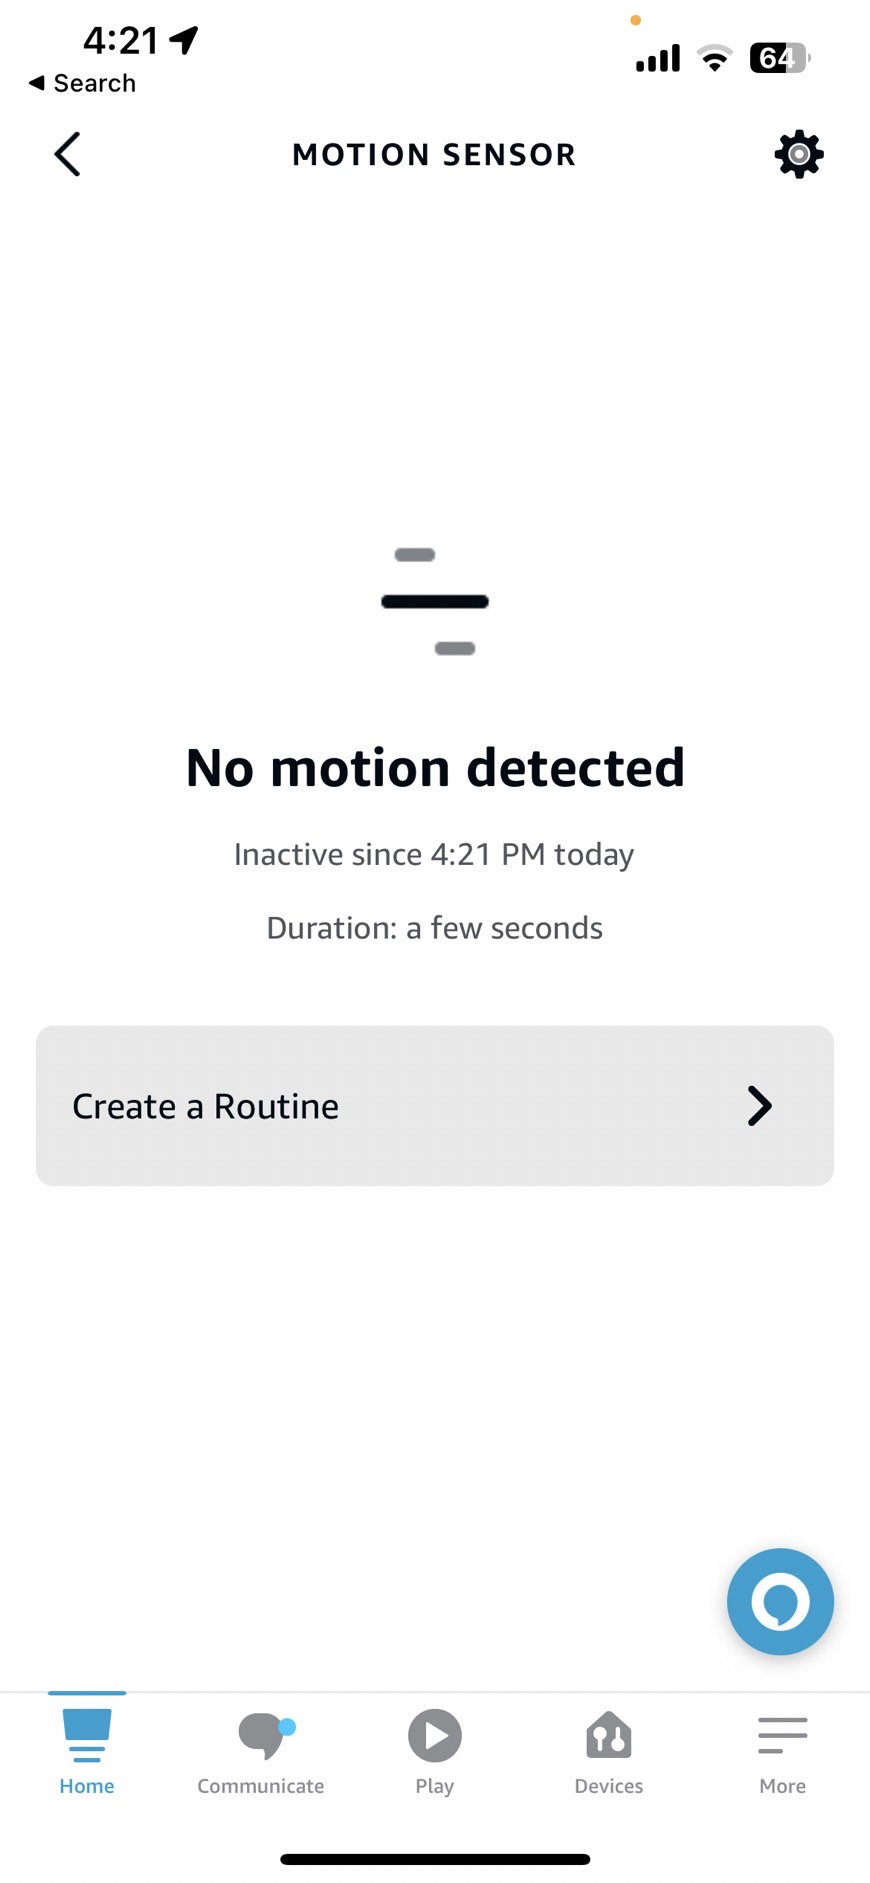 4:21
64
Search
MOTION SENSOR
No motion detected
Inactive since 4:21 PM today
Duration: a few seconds
Create a Routine
Home
Communicate
Play
Devices
More